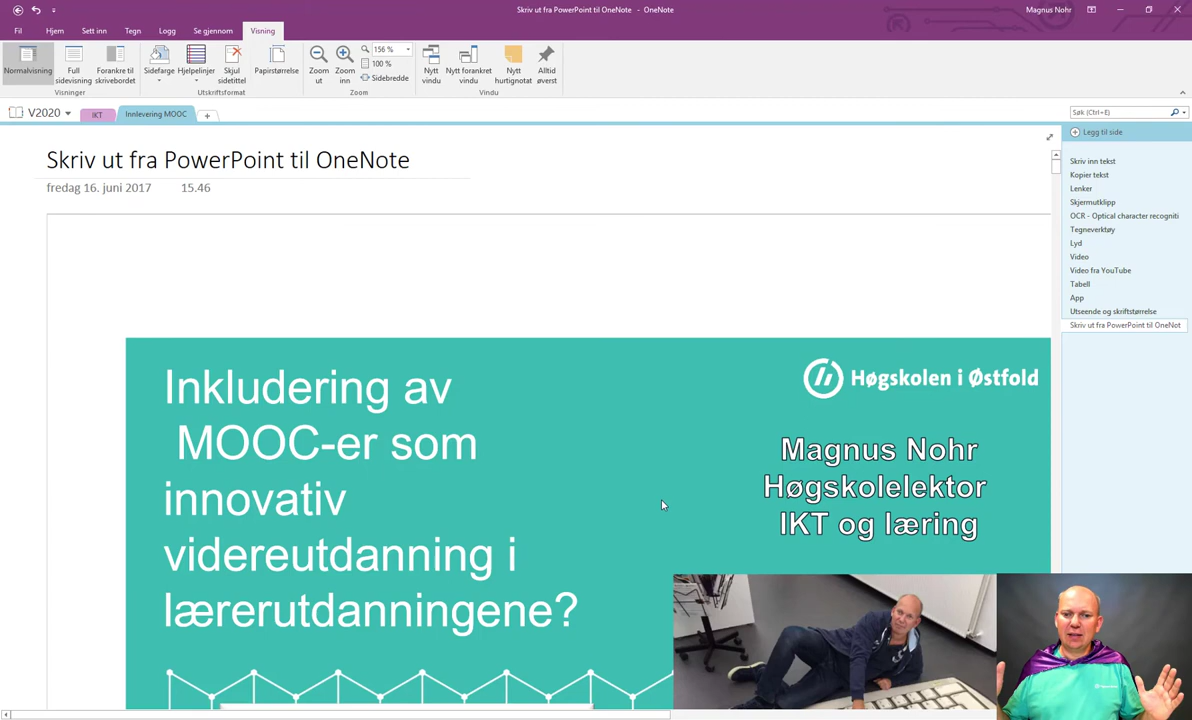 Skriv ut fra PowerPoint til OneNote - OneNote
Magnus Nohr
Fil
Hjem
Sett inn
Tegn
Logg
Se gjennom
Visning
Normalvisning
Full sidevisning
Forankre til skrivebordet
Visninger
Sidefarge
Hjelpelinjer
Skjul sidetittel
Utskriftsformat
Papirstørrelse
Zoom ut
Zoom inn
156 %
100 %
Sidebredde
Zoom
Nytt vindu
Nytt forankret vindu
Nytt hurtignotat
Alltid øverst
Vindu
V2020
IKT
Innlevering MOOC
Søk (Ctrl+E)
Legg til side
Skriv inn tekst
Kopier tekst
Lenker
Skjermutklipp
OCR - Optical character recogniti
Tegneverktøy
Lyd
Video
Video fra YouTube
Tabell
App
Utseende og skriftstørrelse
Skriv ut fra PowerPoint til OneNot
Skriv ut fra PowerPoint til OneNote
fredag 16. juni 2017 15.46
Inkludering av
MOOC-er som
innovativ
videreutdanning i
lærerutdanningene?
Høgskolen i Østfold
Magnus Nohr
Høgskolelektor
IKT og læring